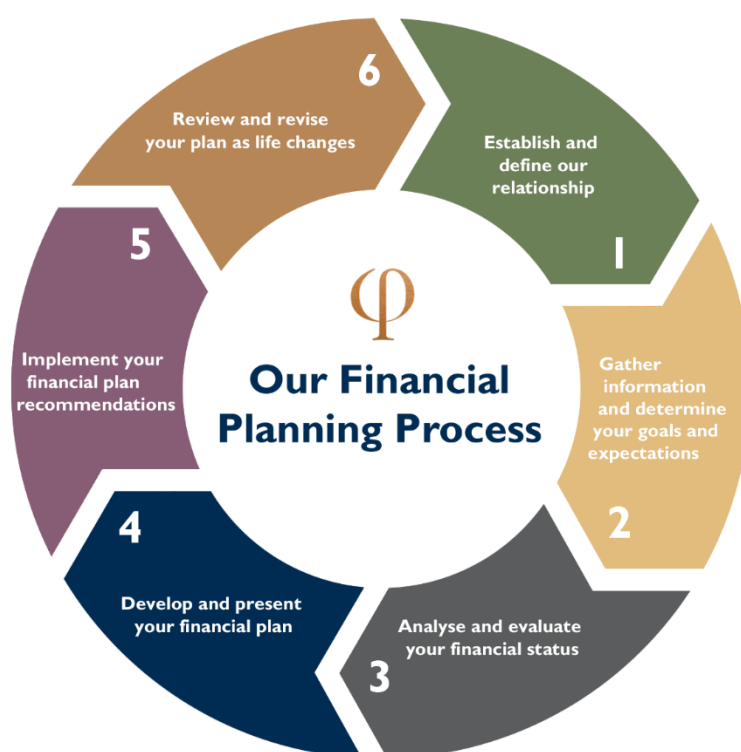 φ
Our Financial
Planning Process
1
Establish and
define our
relationship
2
Gather
information
and determine
your goals and
expectations
3
Analyse and evaluate
your financial status
4
Develop and present
your financial plan
5
Implement your
financial plan
recommendations
6
Review and revise
your plan as life changes